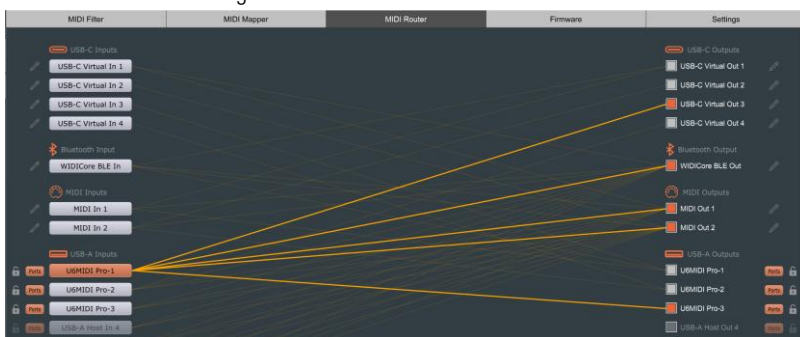 g
MIDI Filter MIDI Mapper MIDI Router Firmware Settings
USB-C Inputs
USB-C Virtual In 1
USB-C Virtual In 2
USB-C Virtual In 3
USB-C Virtual In 4
Bluetooth Input
WIDICore BLE In
MIDI Inputs
MIDI In 1
MIDI In 2
USB-A Inputs
Ports U6MIDI Pro-1
Ports U6MIDI Pro-2
Ports U6MIDI Pro-3
Ports USB-A Host In 4
USB-C Outputs
USB-C Virtual Out 1
USB-C Virtual Out 2
USB-C Virtual Out 3
USB-C Virtual Out 4
Bluetooth Output
WIDICore BLE Out
MIDI Outputs
MIDI Out 1
MIDI Out 2
USB-A Outputs
U6MIDI Pro-1 Ports
U6MIDI Pro-2 Ports
U6MIDI Pro-3 Ports
USB-A Host Out 4 Ports